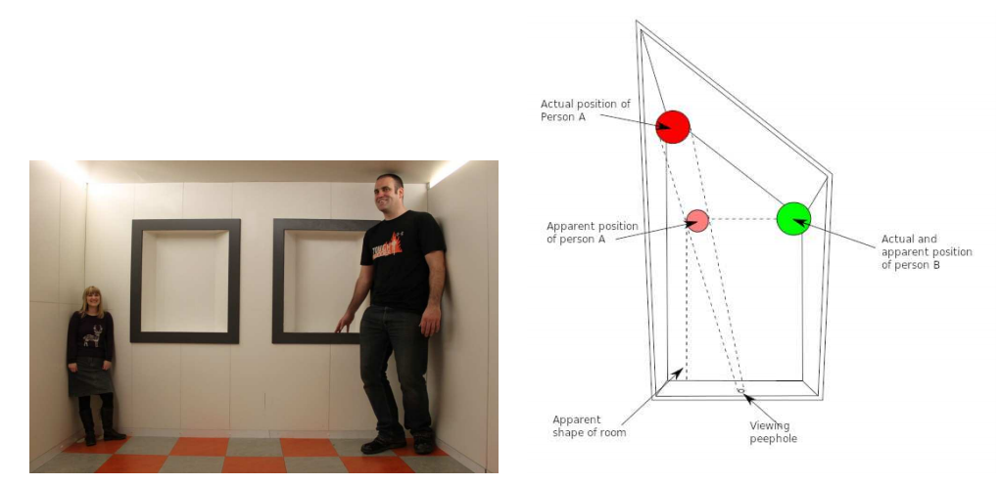 Actual position of
Person A
Apparent position
of person A
Actual and
apparent position
of person B
Apparent
shape of room
Viewing
peephole